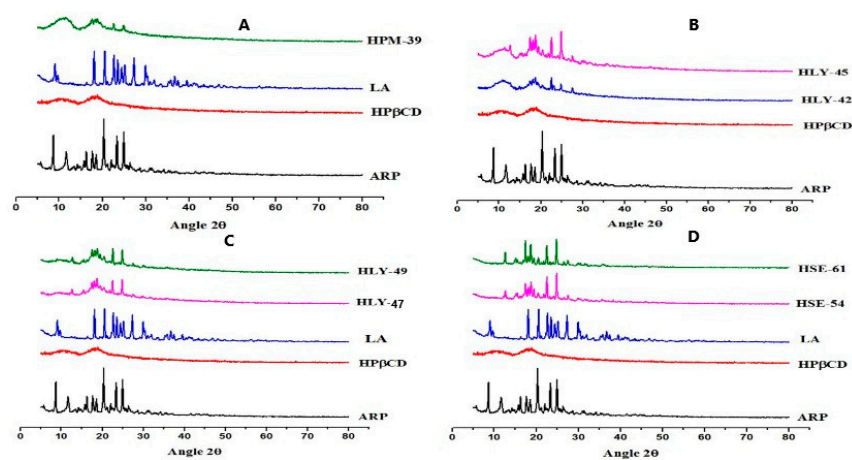 A
HPM-39
LA
HPβCD
ARP
0 10 20 30 40 50 60 70 80
Angle 2θ
B
HLY-45
HLY-42
HPβCD
ARP
0 10 20 30 40 50 60 70 80
Angle 2θ
C
HLY-49
HLY-47
LA
HPβCD
ARP
0 10 20 30 40 50 60 70 80
Angle 2θ
D
HSE-61
HSE-54
LA
HPβCD
ARP
0 10 20 30 40 50 60 70 80
Angle 2θ